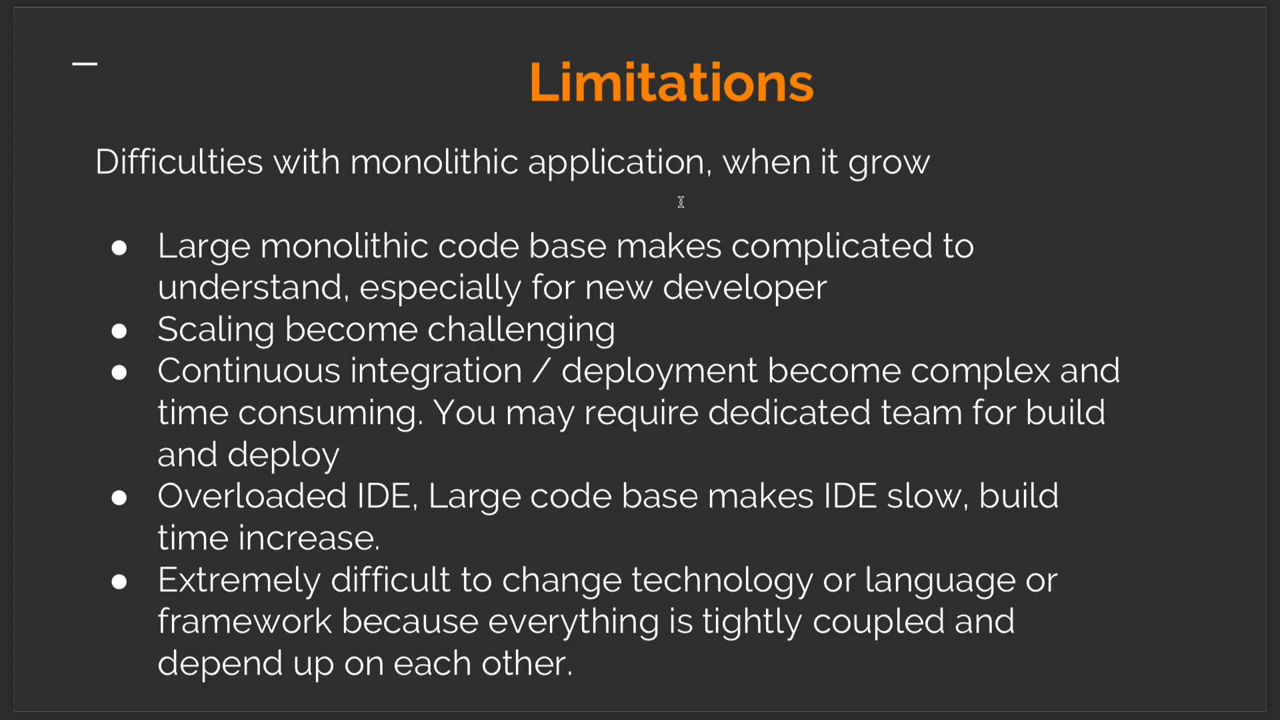 Limitations
Difficulties with monolithic application, when it grow
● Large monolithic code base makes complicated to
understand, especially for new developer
● Scaling become challenging
● Continuous integration / deployment become complex and
time consuming. You may require dedicated team for build
and deploy
● Overloaded IDE, Large code base makes IDE slow, build
time increase.
● Extremely difficult to change technology or language or
framework because everything is tightly coupled and
depend up on each other.